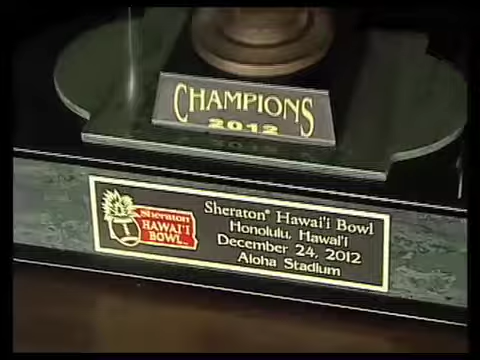 CHAMPIONS
2012
Sheraton
HAWAI'I
BOWL
Sheraton® Hawai'i Bowl
Honolulu, Hawai'i
December 24, 2012
Aloha Stadium